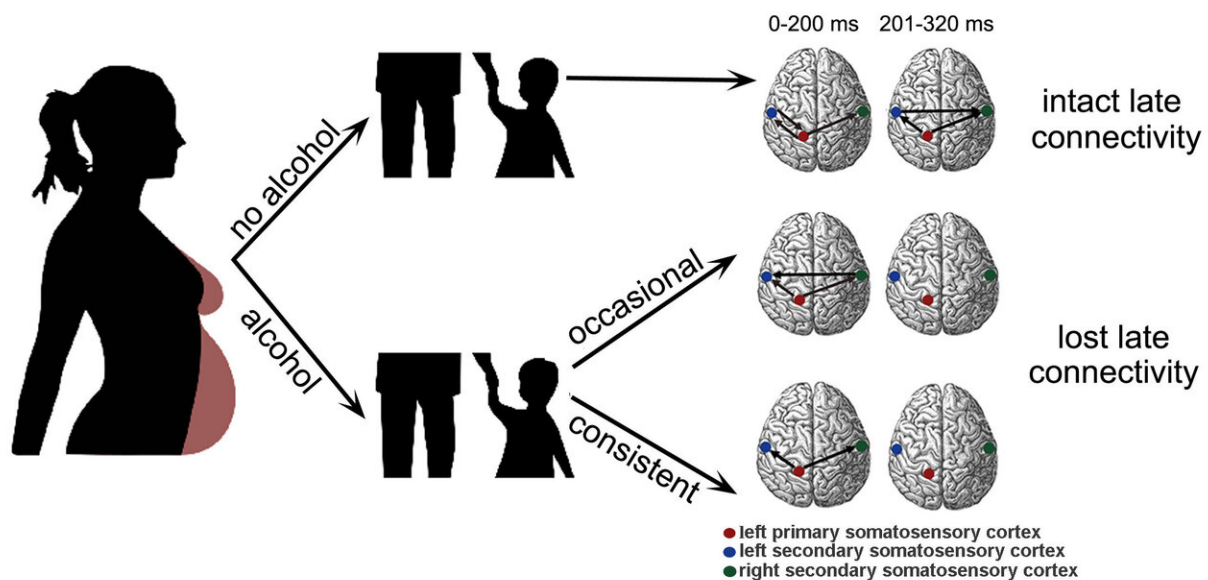 0-200 ms
201-320 ms
no alcohol
intact late
connectivity
alcohol
occasional
lost late
connectivity
consistent
left primary somatosensory cortex
left secondary somatosensory cortex
right secondary somatosensory cortex